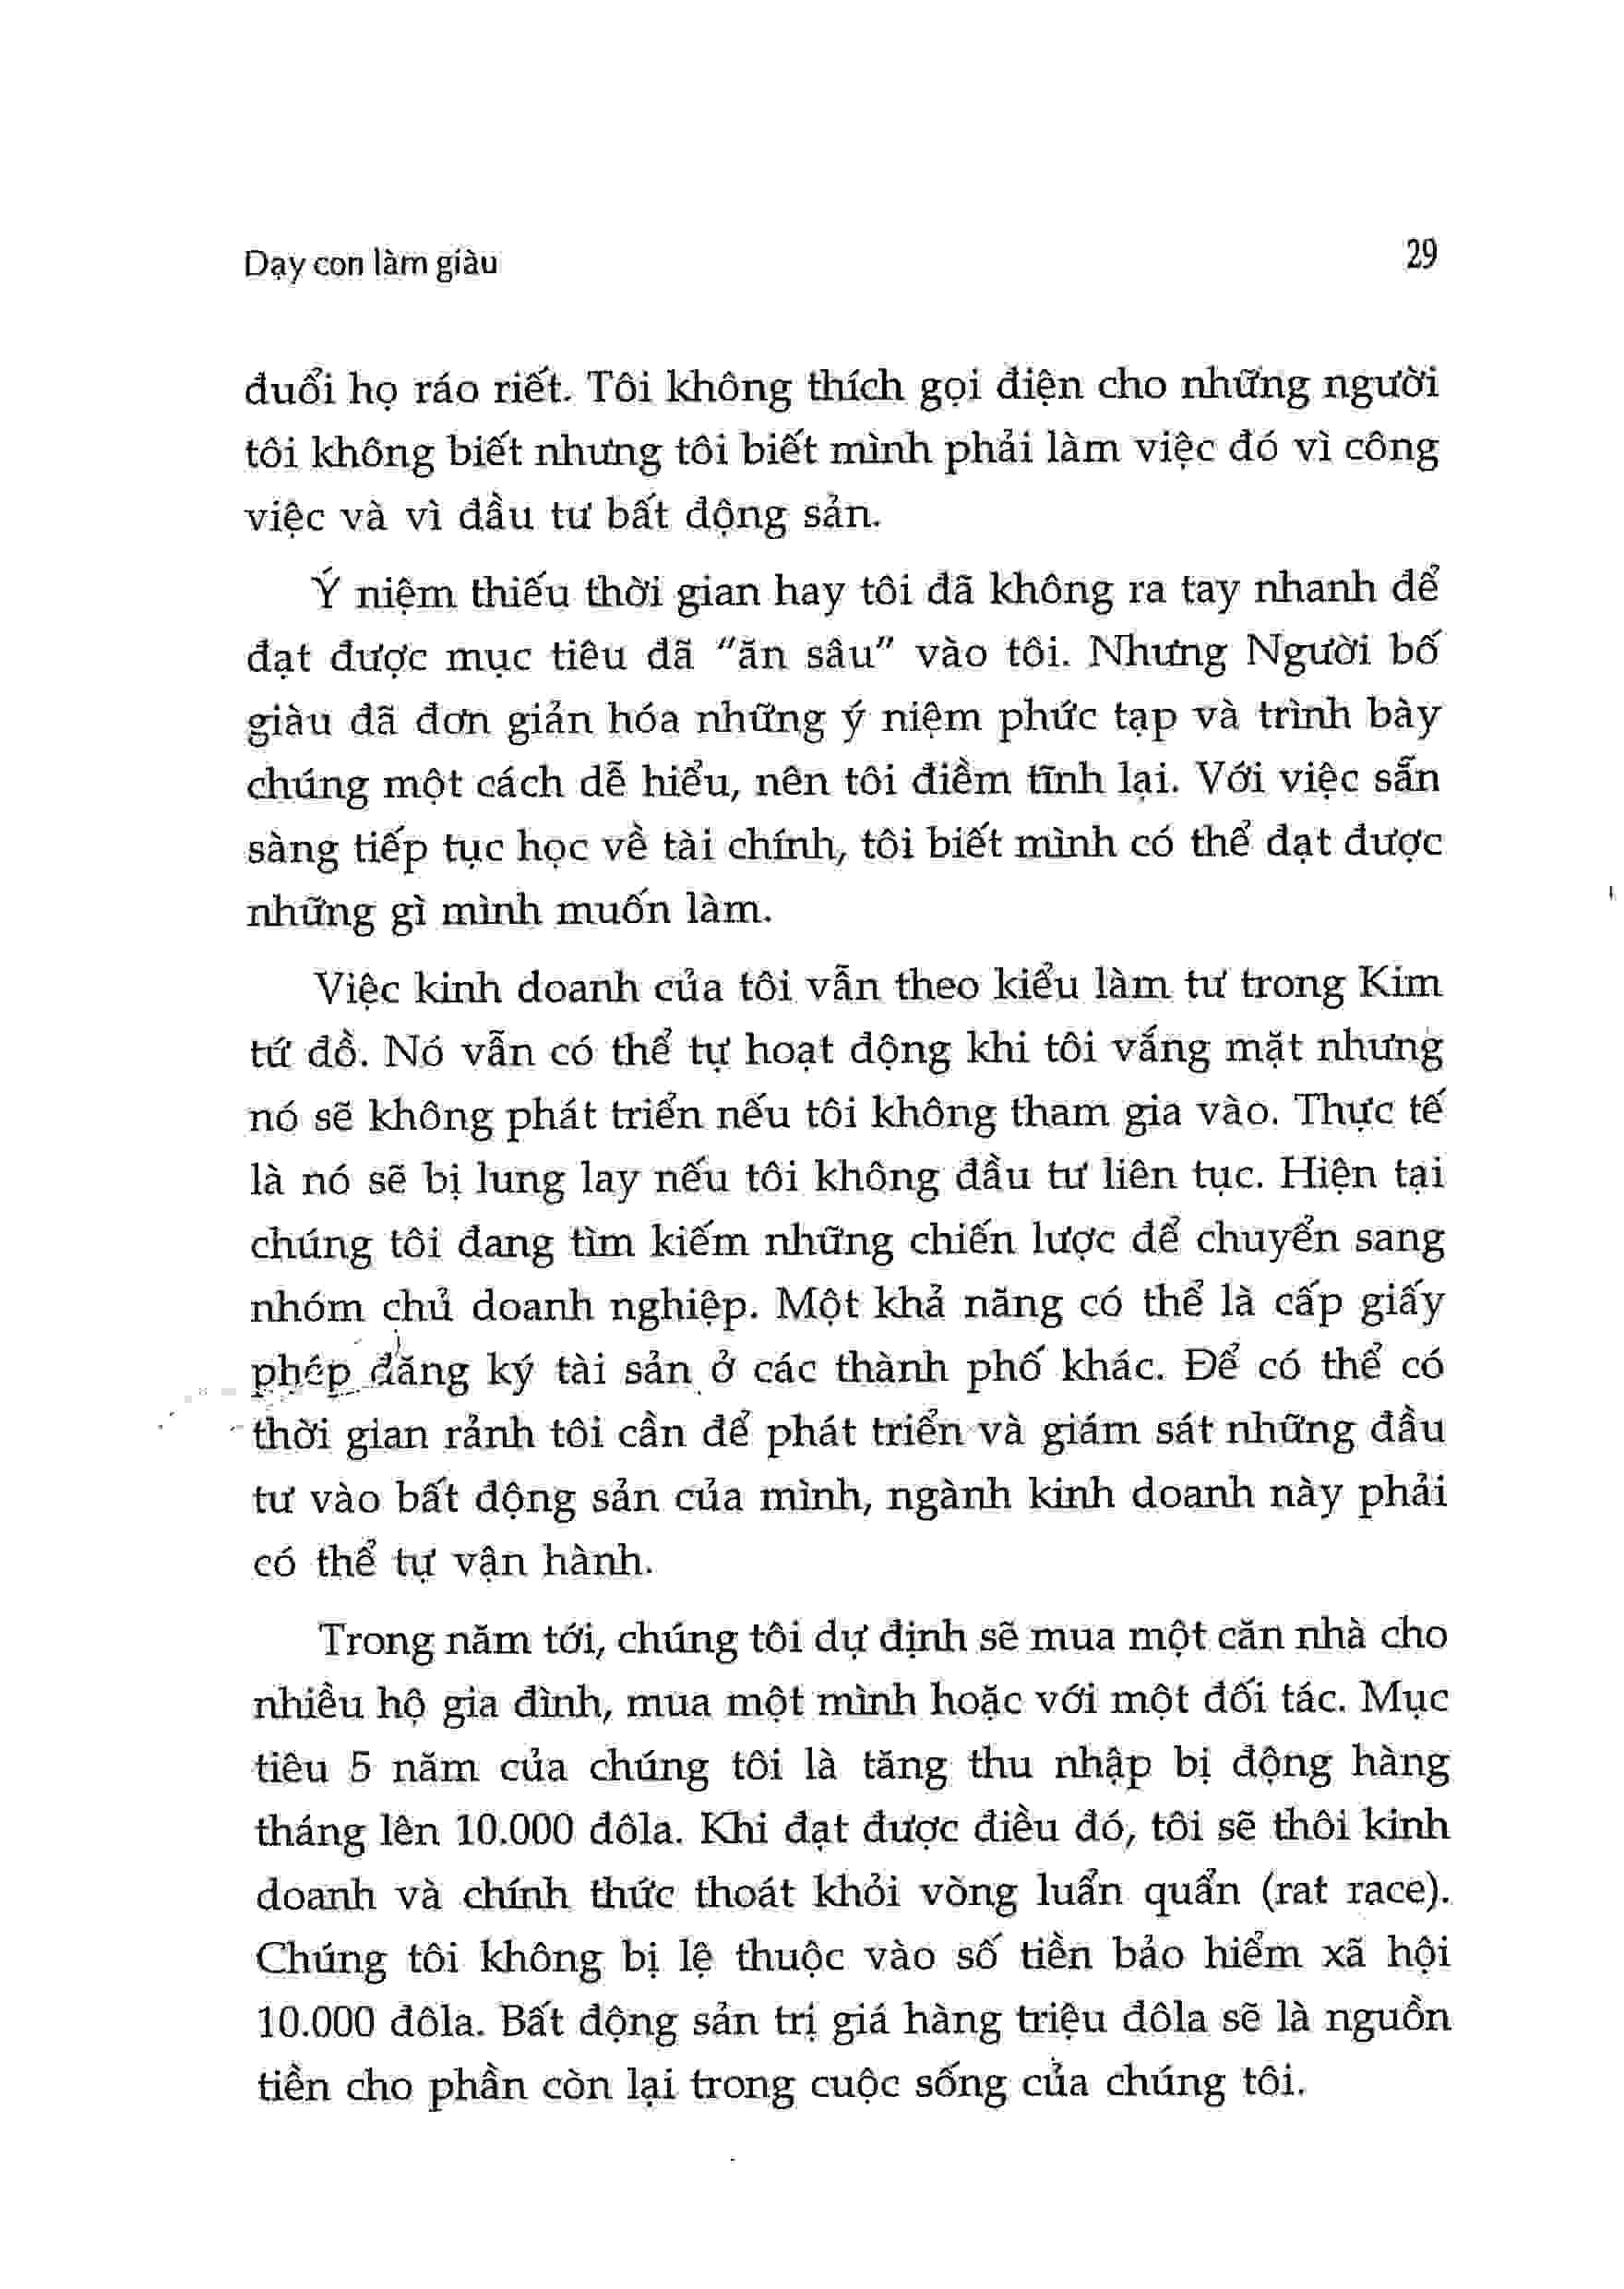 Dạy con làm giàu
29
đuổi họ ráo riết. Tôi không thích gọi điện cho những người
tôi không biết nhưng tôi biết mình phải làm việc đó vì công
việc và vì đầu tư bất động sản.
Ý niệm thiếu thời gian hay tôi đã không ra tay nhanh để
đạt được mục tiêu đã "ăn sâu" vào tôi. Nhưng Người bố
giàu đã đơn giản hóa những ý niệm phức tạp và trình bày
chúng một cách dễ hiểu, nên tôi điềm tĩnh lại. Với việc sẵn
sàng tiếp tục học về tài chính, tôi biết mình có thể đạt được
những gì mình muốn làm.
Việc kinh doanh của tôi vẫn theo kiểu làm tư trong Kim
tứ đồ. Nó vẫn có thể tự hoạt động khi tôi vắng mặt nhưng
nó sẽ không phát triển nếu tôi không tham gia vào. Thực tế
là nó sẽ bị lung lay nếu tôi không đầu tư liên tục. Hiện tại
chúng tôi đang tìm kiếm những chiến lược để chuyển sang
nhóm chủ doanh nghiệp. Một khả năng có thể là cấp giấy
phép đăng ký tài sản ở các thành phố khác. Để có thể có
thời gian rảnh tôi cần để phát triển và giám sát những đầu
tư vào bất động sản của mình, ngành kinh doanh này phải
có thể tự vận hành.
Trong năm tới, chúng tôi dự định sẽ mua một căn nhà cho
nhiều hộ gia đình, mua một mình hoặc với một đối tác. Mục
tiêu 5 năm của chúng tôi là tăng thu nhập bị động hàng
tháng lên 10.000 đôla. Khi đạt được điều đó, tôi sẽ thôi kinh
doanh và chính thức thoát khỏi vòng luẩn quẩn (rat race).
Chúng tôi không bị lệ thuộc vào số tiền bảo hiểm xã hội
10.000 đôla. Bất động sản trị giá hàng triệu đôla sẽ là nguồn
tiền cho phần còn lại trong cuộc sống của chúng tôi.